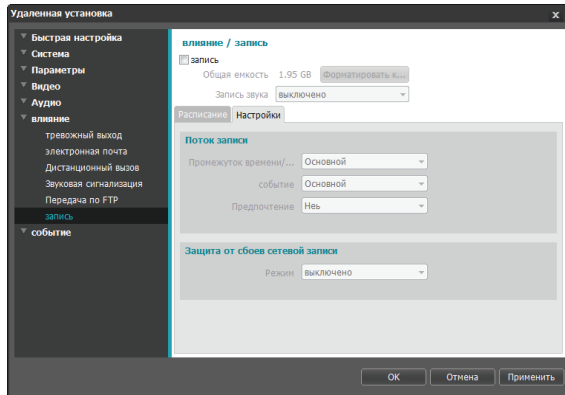 Удаленная установка
x
Быстрая настройка
Система
Параметры
Видео
Аудио
влияние
тревожный выход
электронная почта
Дистанционный вызов
Звуковая сигнализация
Передача по FTP
запись
событие
влияние / запись
запись
Общая емкость 1.95 GB Форматировать к...
Запись звука выключено
Расписание Настройки
Поток записи
Промежуток времени/... Основной
событие Основной
Предпочтение Неь
Защита от сбоев сетевой записи
Режим выключено
OK Отмена Применить